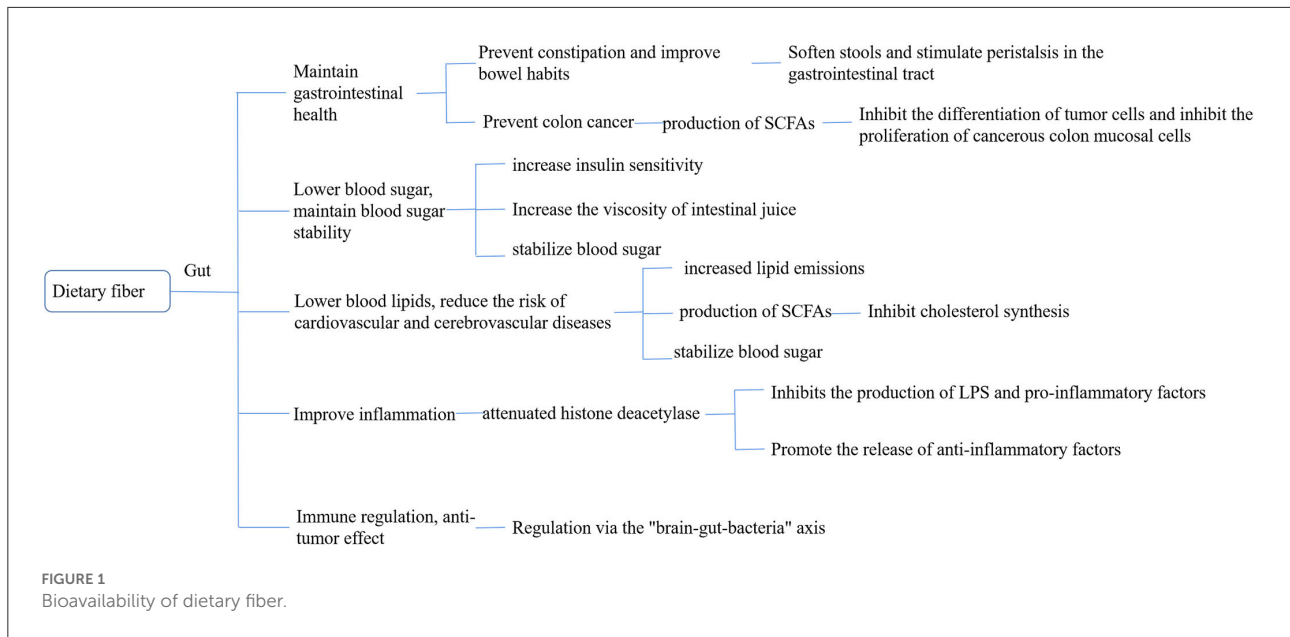 Dietary fiber
Gut
Maintain
gastrointestinal
health
Prevent constipation and improve
bowel habits
Soften stools and stimulate peristalsis in the
gastrointestinal tract
Prevent colon cancer
production of SCFAs
Inhibit the differentiation of tumor cells and inhibit the
proliferation of cancerous colon mucosal cells
Lower blood sugar,
maintain blood sugar
stability
increase insulin sensitivity
Increase the viscosity of intestinal juice
stabilize blood sugar
Lower blood lipids, reduce the risk of
cardiovascular and cerebrovascular diseases
increased lipid emissions
production of SCFAs
Inhibit cholesterol synthesis
stabilize blood sugar
Improve inflammation
attenuated histone deacetylase
Inhibits the production of LPS and pro-inflammatory factors
Promote the release of anti-inflammatory factors
Immune regulation, anti-
tumor effect
Regulation via the "brain-gut-bacteria" axis
FIGURE 1
Bioavailability of dietary fiber.